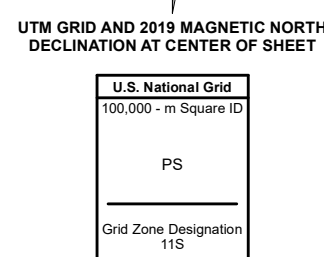 UTM GRID AND 2019 MAGNETIC NORTH
DECLINATION AT CENTER OF SHEET
U.S. National Grid
100,000 - m Square ID
PS
Grid Zone Designation
11S